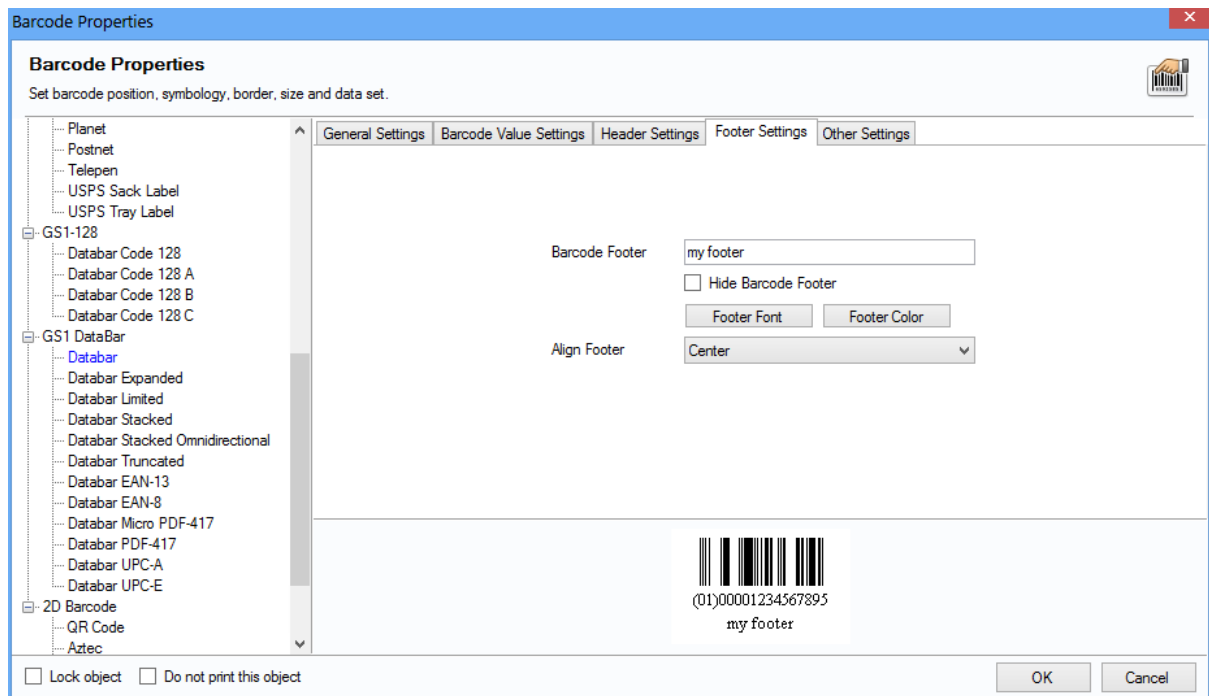 Barcode Properties
Barcode Properties
Set barcode position, symbology, border, size and data set.
Planet
Postnet
Telepen
USPS Sack Label
USPS Tray Label
GS1-128
Databar Code 128
Databar Code 128 A
Databar Code 128 B
Databar Code 128 C
GS1 DataBar
Databar
Databar Expanded
Databar Limited
Databar Stacked
Databar Stacked Omnidirectional
Databar Truncated
Databar EAN-13
Databar EAN-8
Databar Micro PDF-417
Databar PDF-417
Databar UPC-A
Databar UPC-E
2D Barcode
QR Code
Aztec
General Settings Barcode Value Settings Header Settings Footer Settings Other Settings
Barcode Footer my footer
Hide Barcode Footer
Footer Font Footer Color
Align Footer Center
(01)00001234567895
my footer
Lock object Do not print this object OK Cancel